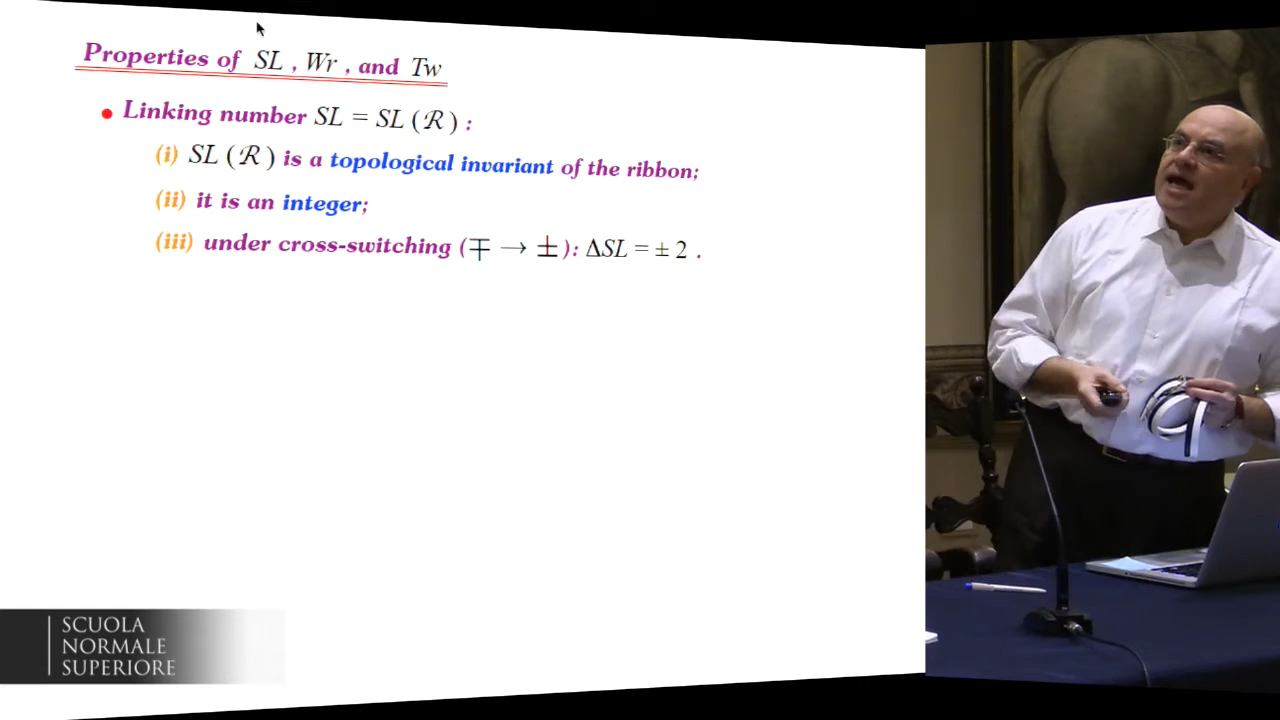 Properties of SL, Wr, and Tw
• Linking number SL = SL(ℛ):
(i) SL(ℛ) is a topological invariant of the ribbon;
(ii) it is an integer;
(iii) under cross-switching (∓ → ±): ΔSL = ± 2 .
SCUOLA
NORMALE
SUPERIORE